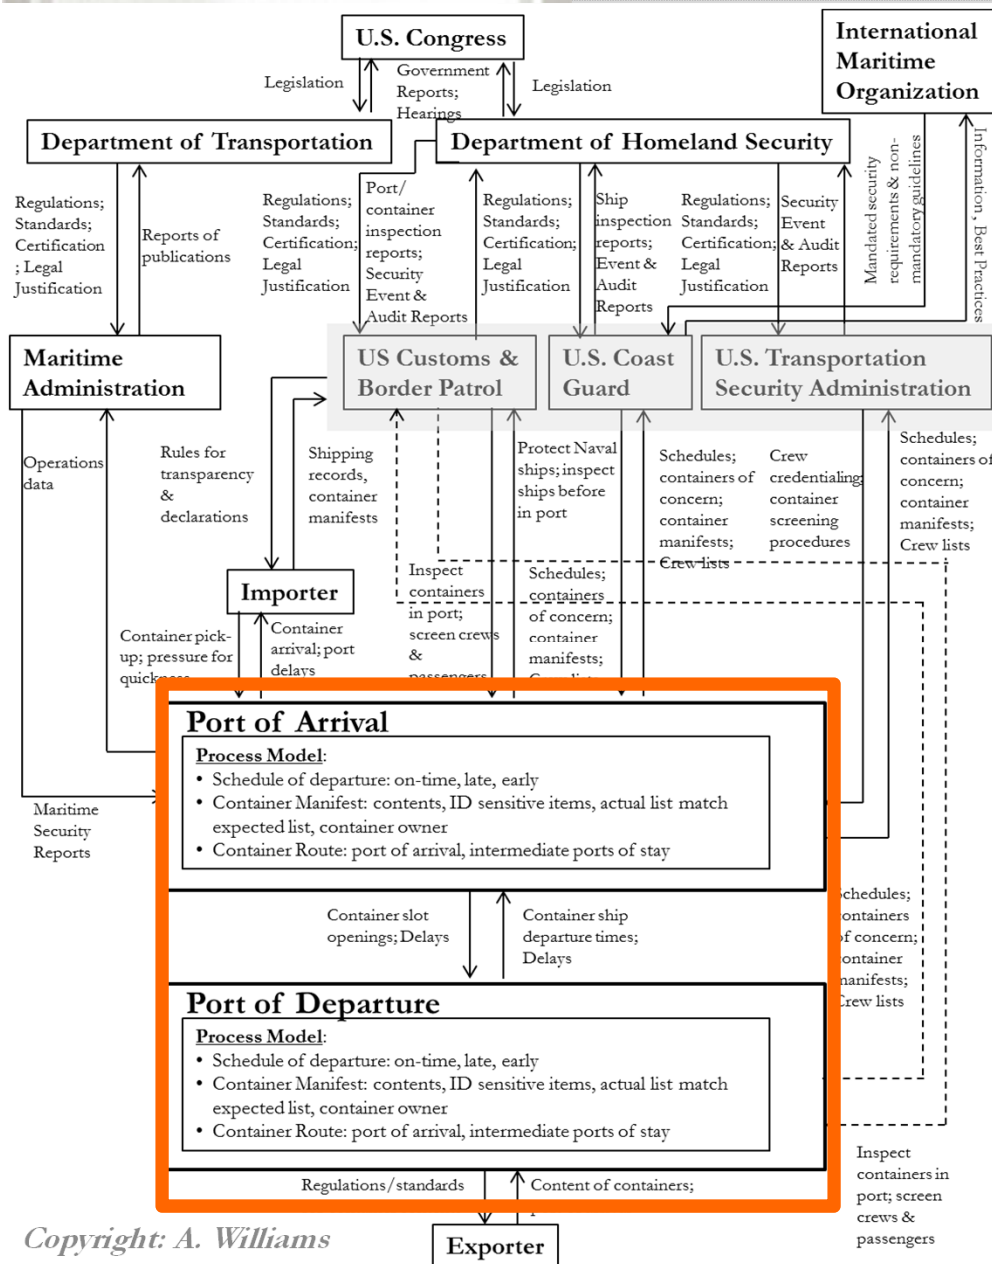 U.S. Congress
International
Maritime
Organization
Legislation
Government
Reports;
Hearings
Legislation
Department of Transportation
Department of Homeland Security
Regulations;
Standards;
Certification
; Legal
Justification
Reports of
publications
Regulations;
Standards;
Certification;
Legal
Justification
Port/
container
inspection
reports;
Security
Event &
Audit Reports
Regulations;
Standards;
Certification;
Legal
Justification
Ship
inspection
reports;
Event &
Audit Reports
Regulations;
Standards;
Certification;
Legal
Justification
Security
Event
& Audit
Reports
Mandated security
requirements & non-
mandatory guidelines
Information , Best Practices
Maritime
Administration
US Customs &
Border Patrol
U.S. Coast
Guard
U.S. Transportation
Security Administration
Operations
data
Rules for
transparency
&
declarations
Shipping
records,
container
manifests
Protect Naval
ships; inspect
ships before
in port
Schedules;
containers of
concern;
container
manifests;
Crew lists
Crew
credentialing;
container
screening
procedures
Schedules;
containers of
concern;
container
manifests;
Crew lists
Importer
Inspect
containers
in port;
screen crews
&
passengers
Schedules;
containers
of concern;
container
manifests;
Crew lists
Container pick-
up; pressure for
quickness
Container
arrival; port
delays
Port of Arrival
Process Model:
• Schedule of departure: on-time, late, early
• Container Manifest: contents, ID sensitive items, actual list match
expected list, container owner
• Container Route: port of arrival, intermediate ports of stay
Maritime
Security
Reports
Container slot
openings; Delays
Container ship
departure times;
Delays
Schedules;
containers
of concern;
container
manifests;
Crew lists
Port of Departure
Process Model:
• Schedule of departure: on-time, late, early
• Container Manifest: contents, ID sensitive items, actual list match
expected list, container owner
• Container Route: port of arrival, intermediate ports of stay
Regulations/standards
Content of containers;
Inspect
containers in
port; screen
crews &
passengers
Exporter
Copyright: A. Williams